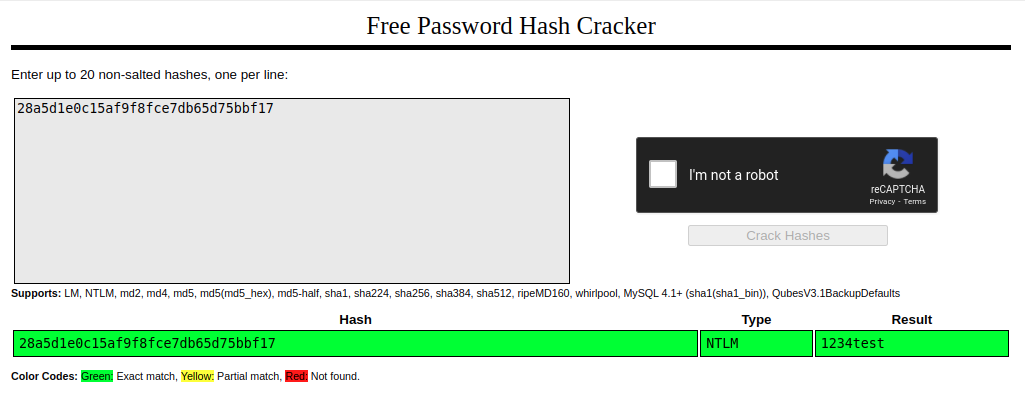 Free Password Hash Cracker
Enter up to 20 non-salted hashes, one per line:
28a5d1e0c15af9f8fce7db65d75bbf17
I'm not a robot
reCAPTCHA
Privacy - Terms
Crack Hashes
Supports: LM, NTLM, md2, md4, md5, md5(md5_hex), md5-half, sha1, sha224, sha256, sha384, sha512, ripeMD160, whirlpool, MySQL 4.1+ (sha1(sha1_bin)), QubesV3.1BackupDefaults
Hash Type Result
28a5d1e0c15af9f8fce7db65d75bbf17 NTLM 1234test
Color Codes: Green: Exact match, Yellow: Partial match, Red: Not found.